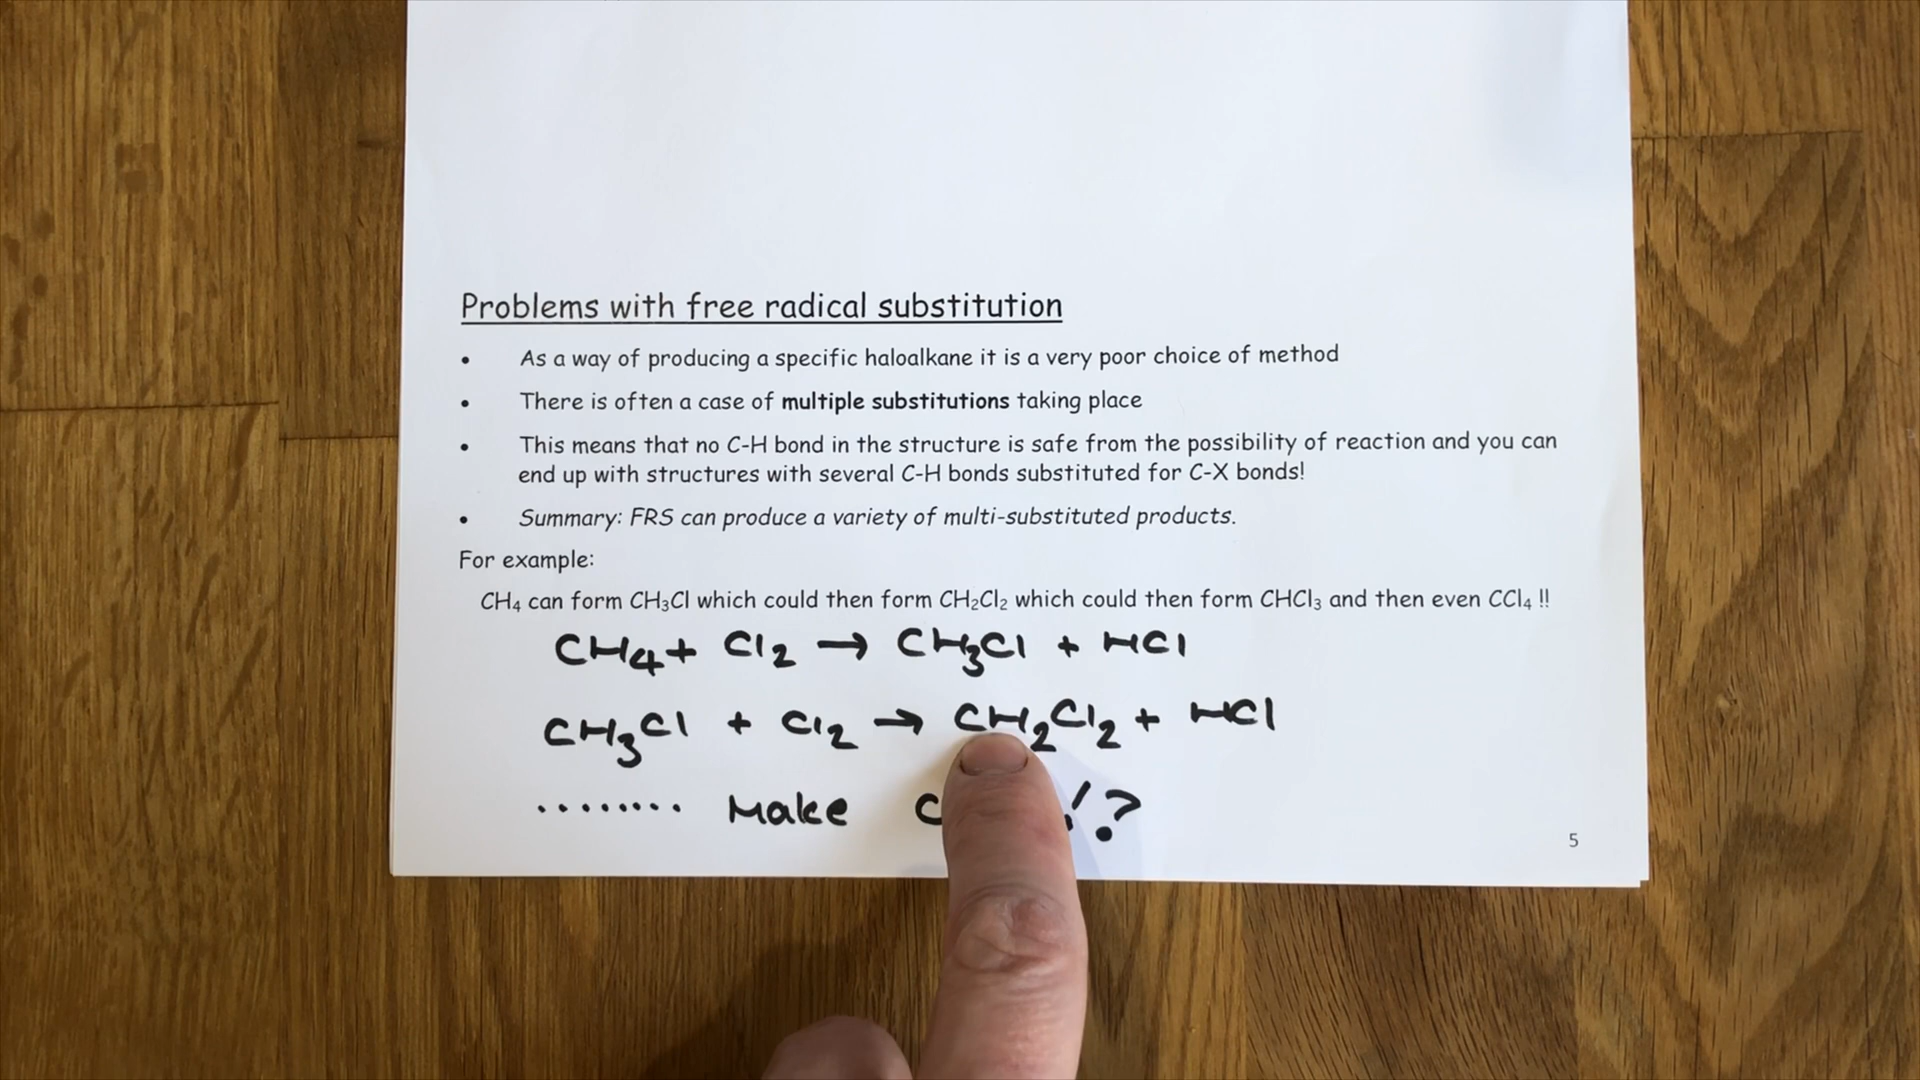 Problems with free radical substitution
• As a way of producing a specific haloalkane it is a very poor choice of method
• There is often a case of multiple substitutions taking place
• This means that no C-H bond in the structure is safe from the possibility of reaction and you can
end up with structures with several C-H bonds substituted for C-X bonds!
• Summary: FRS can produce a variety of multi-substituted products.
For example:
CH₄ can form CH₃Cl which could then form CH₂Cl₂ which could then form CHCl₃ and then even CCl₄ !!
CH₄ + Cl₂ → CH₃Cl + HCl
CH₃Cl + Cl₂ → CH₂Cl₂ + HCl
........ Make !?
5